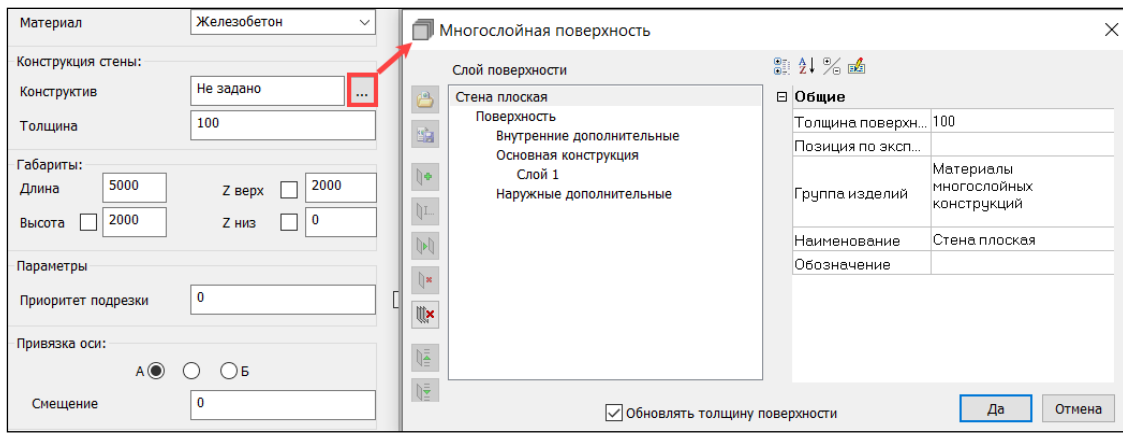 Материал
Железобетон
Конструкция стены:
Конструктив
Не задано
...
Толщина
100
Габариты:
Длина
5000
Z верх
2000
Высота
2000
Z низ
0
Параметры
Приоритет подрезки
0
Привязка оси:
А
Б
Смещение
0
Многослойная поверхность
Слой поверхности
Стена плоская
Поверхность
Внутренние дополнительные
Основная конструкция
Слой 1
Наружные дополнительные
Общие
Толщина поверхн...
100
Позиция по эксп...
Группа изделий
Материалы
многослойных
конструкций
Наименование
Стена плоская
Обозначение
Обновлять толщину поверхности
Да
Отмена